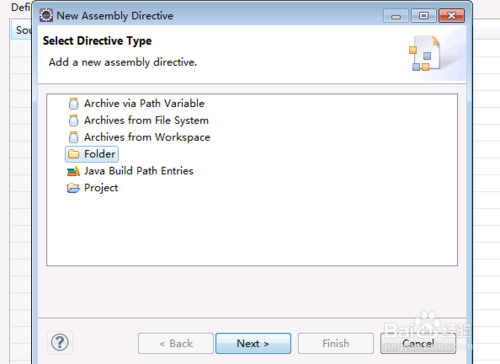 Defi
New Assembly Directive
Sou
Select Directive Type
Add a new assembly directive.
Archive via Path Variable
Archives from File System
Archives from Workspace
Folder
Java Build Path Entries
Project
? < Back Next > Finish Cancel
Baidu经验